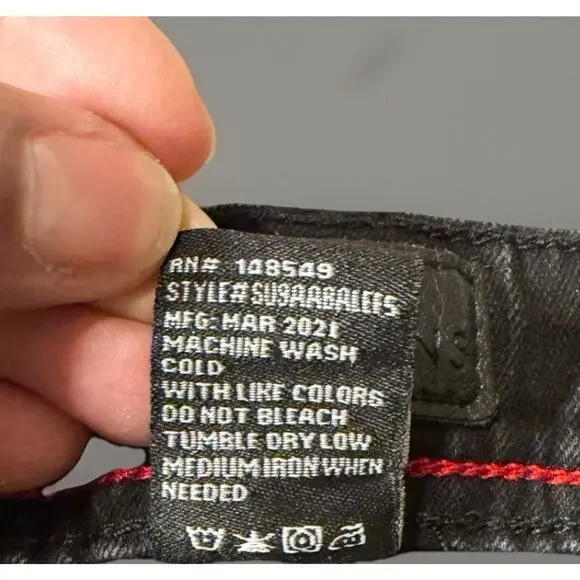 RN# 148549
STYLE# SU9AABALEES
MFG: MAR 2021
MACHINE WASH
COLD
WITH LIKE COLORS
DO NOT BLEACH
TUMBLE DRY LOW
MEDIUM IRON WHEN
NEEDED